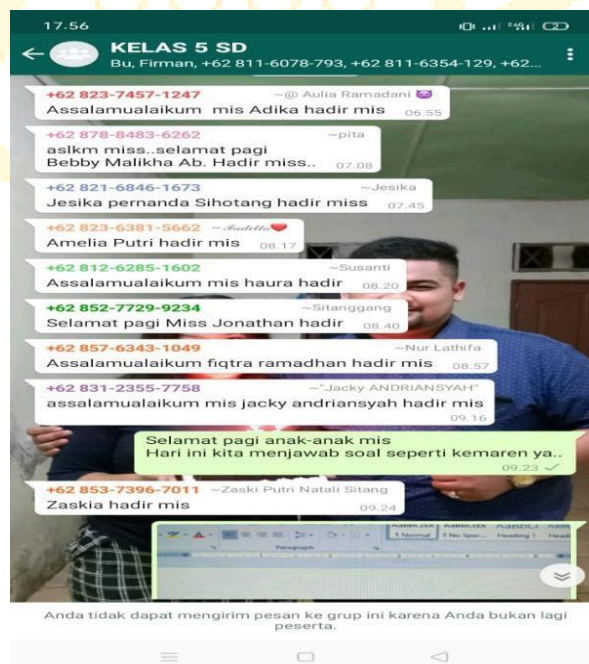 17.56
KELAS 5 SD
Bu, Firman, +62 811-6078-793, +62 811-6354-129, +62...
+62 823-7457-1247 ~@ Aulia Ramadani
Assalamualaikum mis Adika hadir mis 06.55
+62 878-8483-6262 ~pita
aslkm miss..selamat pagi
Bebby Malikha Ab. Hadir miss.. 07.08
+62 821-6846-1673 ~Jesika
Jesika pernanda Sihotang hadir miss 07.45
+62 823-6381-5662 ~Fadilla
Amelia Putri hadir mis 08.17
+62 812-6285-1602 ~Susanti
Assalamualaikum mis haura hadir 08.20
+62 852-7729-9234 ~Sitanggang
Selamat pagi Miss Jonathan hadir 08.40
+62 857-6343-1049 ~Nur Lathifa
Assalamualaikum fiqtra ramadhan hadir mis 08.57
+62 831-2355-7758 ~"Jacky ANDRIANSYAH"
assalamualaikum mis jacky andriansyah hadir mis
09.16
Selamat pagi anak-anak mis
Hari ini kita menjawab soal seperti kemaren ya..
09.23
+62 853-7396-7011 ~Zaski Putri Natali Sitang
Zaskia hadir mis 09.24
1 Normal 1 No Spac... Heading 1
Paragraph
Anda tidak dapat mengirim pesan ke grup ini karena Anda bukan lagi
peserta.